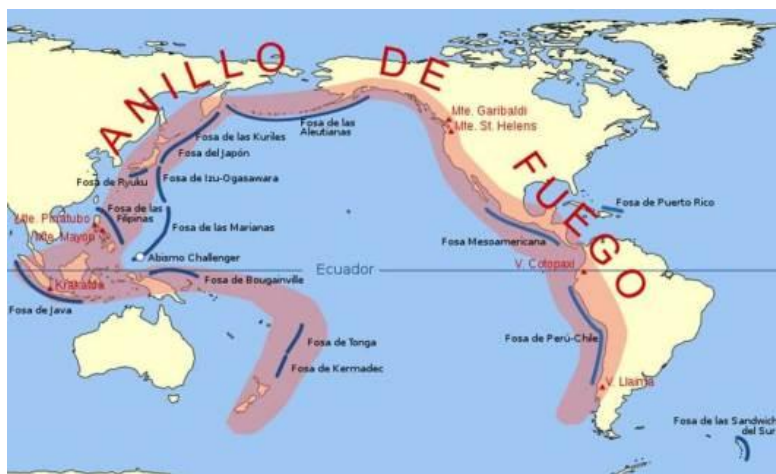 ANILLO DE FUEGO
Mte. Garibaldi
Mte. St. Helens
Fosa de las
Aleutianas
Fosa de las Kuriles
Fosa del Japón
Fosa de Izu-Ogasawara
Fosa de Ryuku
Fosa de las
Filipinas
Mte. Pinatubo
Mte. Mayon
Fosa de las Marianas
Abismo Challenger
Fosa de Puerto Rico
Fosa Mesoamericana
Ecuador
V. Cotopaxi
Krakatoa
Fosa de Bougainville
Fosa de Java
Fosa de Tonga
Fosa de Kermadec
Fosa de Perú-Chile
V. Llaima
Fosa de las Sandwich
del Sur